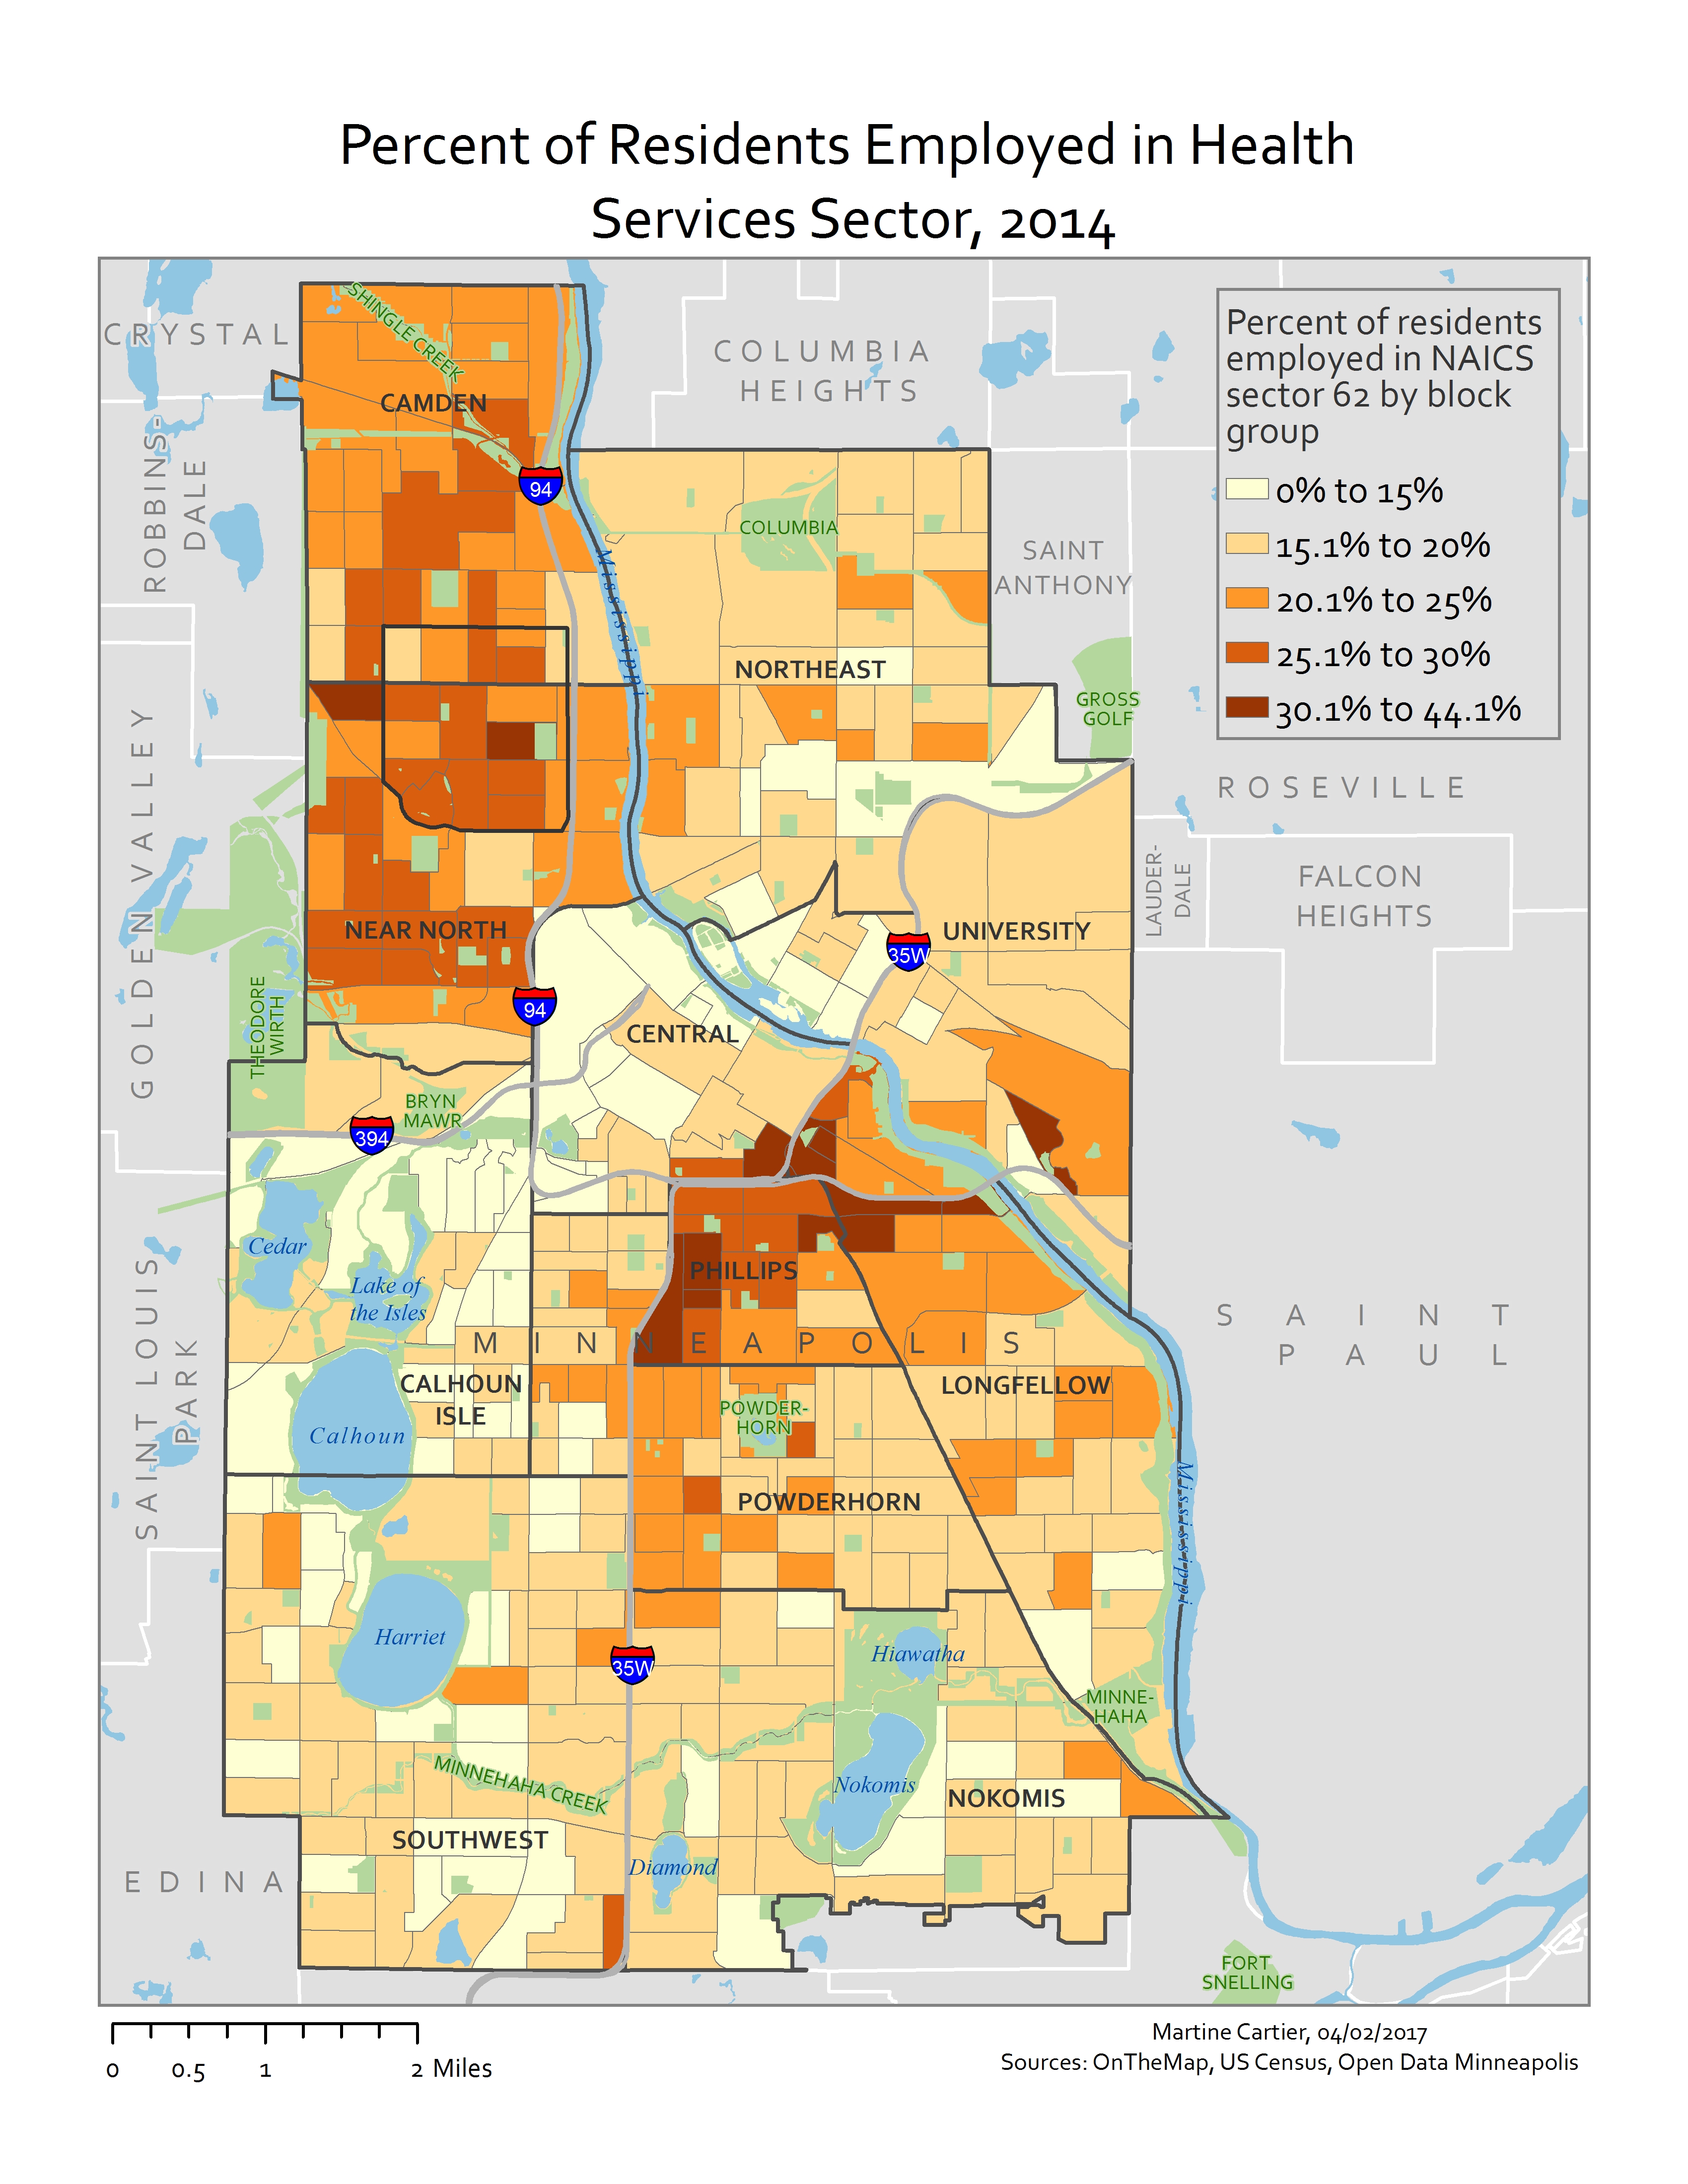 Percent of Residents Employed in Health
Services Sector, 2014
CRYSTAL
SHINGLE CREEK
CAMDEN
ROBBINS-
DALE
COLUMBIA
HEIGHTS
Percent of residents
employed in NAICS
sector 62 by block
group
0% to 15%
15.1% to 20%
20.1% to 25%
25.1% to 30%
30.1% to 44.1%
94
COLUMBIA
SAINT
ANTHONY
Mississippi
NORTHEAST
GROSS
GOLF
GOLDEN VALLEY
ROSEVILLE
LAUDER-
DALE
FALCON
HEIGHTS
NEAR NORTH
UNIVERSITY
35W
THEODORE
WIRTH
94
CENTRAL
BRYN
MAWR
394
Cedar
Lake of
the Isles
PHILLIPS
SAINT LOUIS
PARK
MINNEAPOLIS
SAINT
PAUL
CALHOUN
ISLE
LONGFELLOW
POWDER-
HORN
Calhoun
POWDERHORN
Mississippi
Harriet
35W
Hiawatha
MINNE-
HAHA
MINNEHAHA CREEK
Nokomis
NOKOMIS
SOUTHWEST
Diamond
EDINA
FORT
SNELLING
0 0.5 1 2 Miles
Martine Cartier, 04/02/2017
Sources: OnTheMap, US Census, Open Data Minneapolis